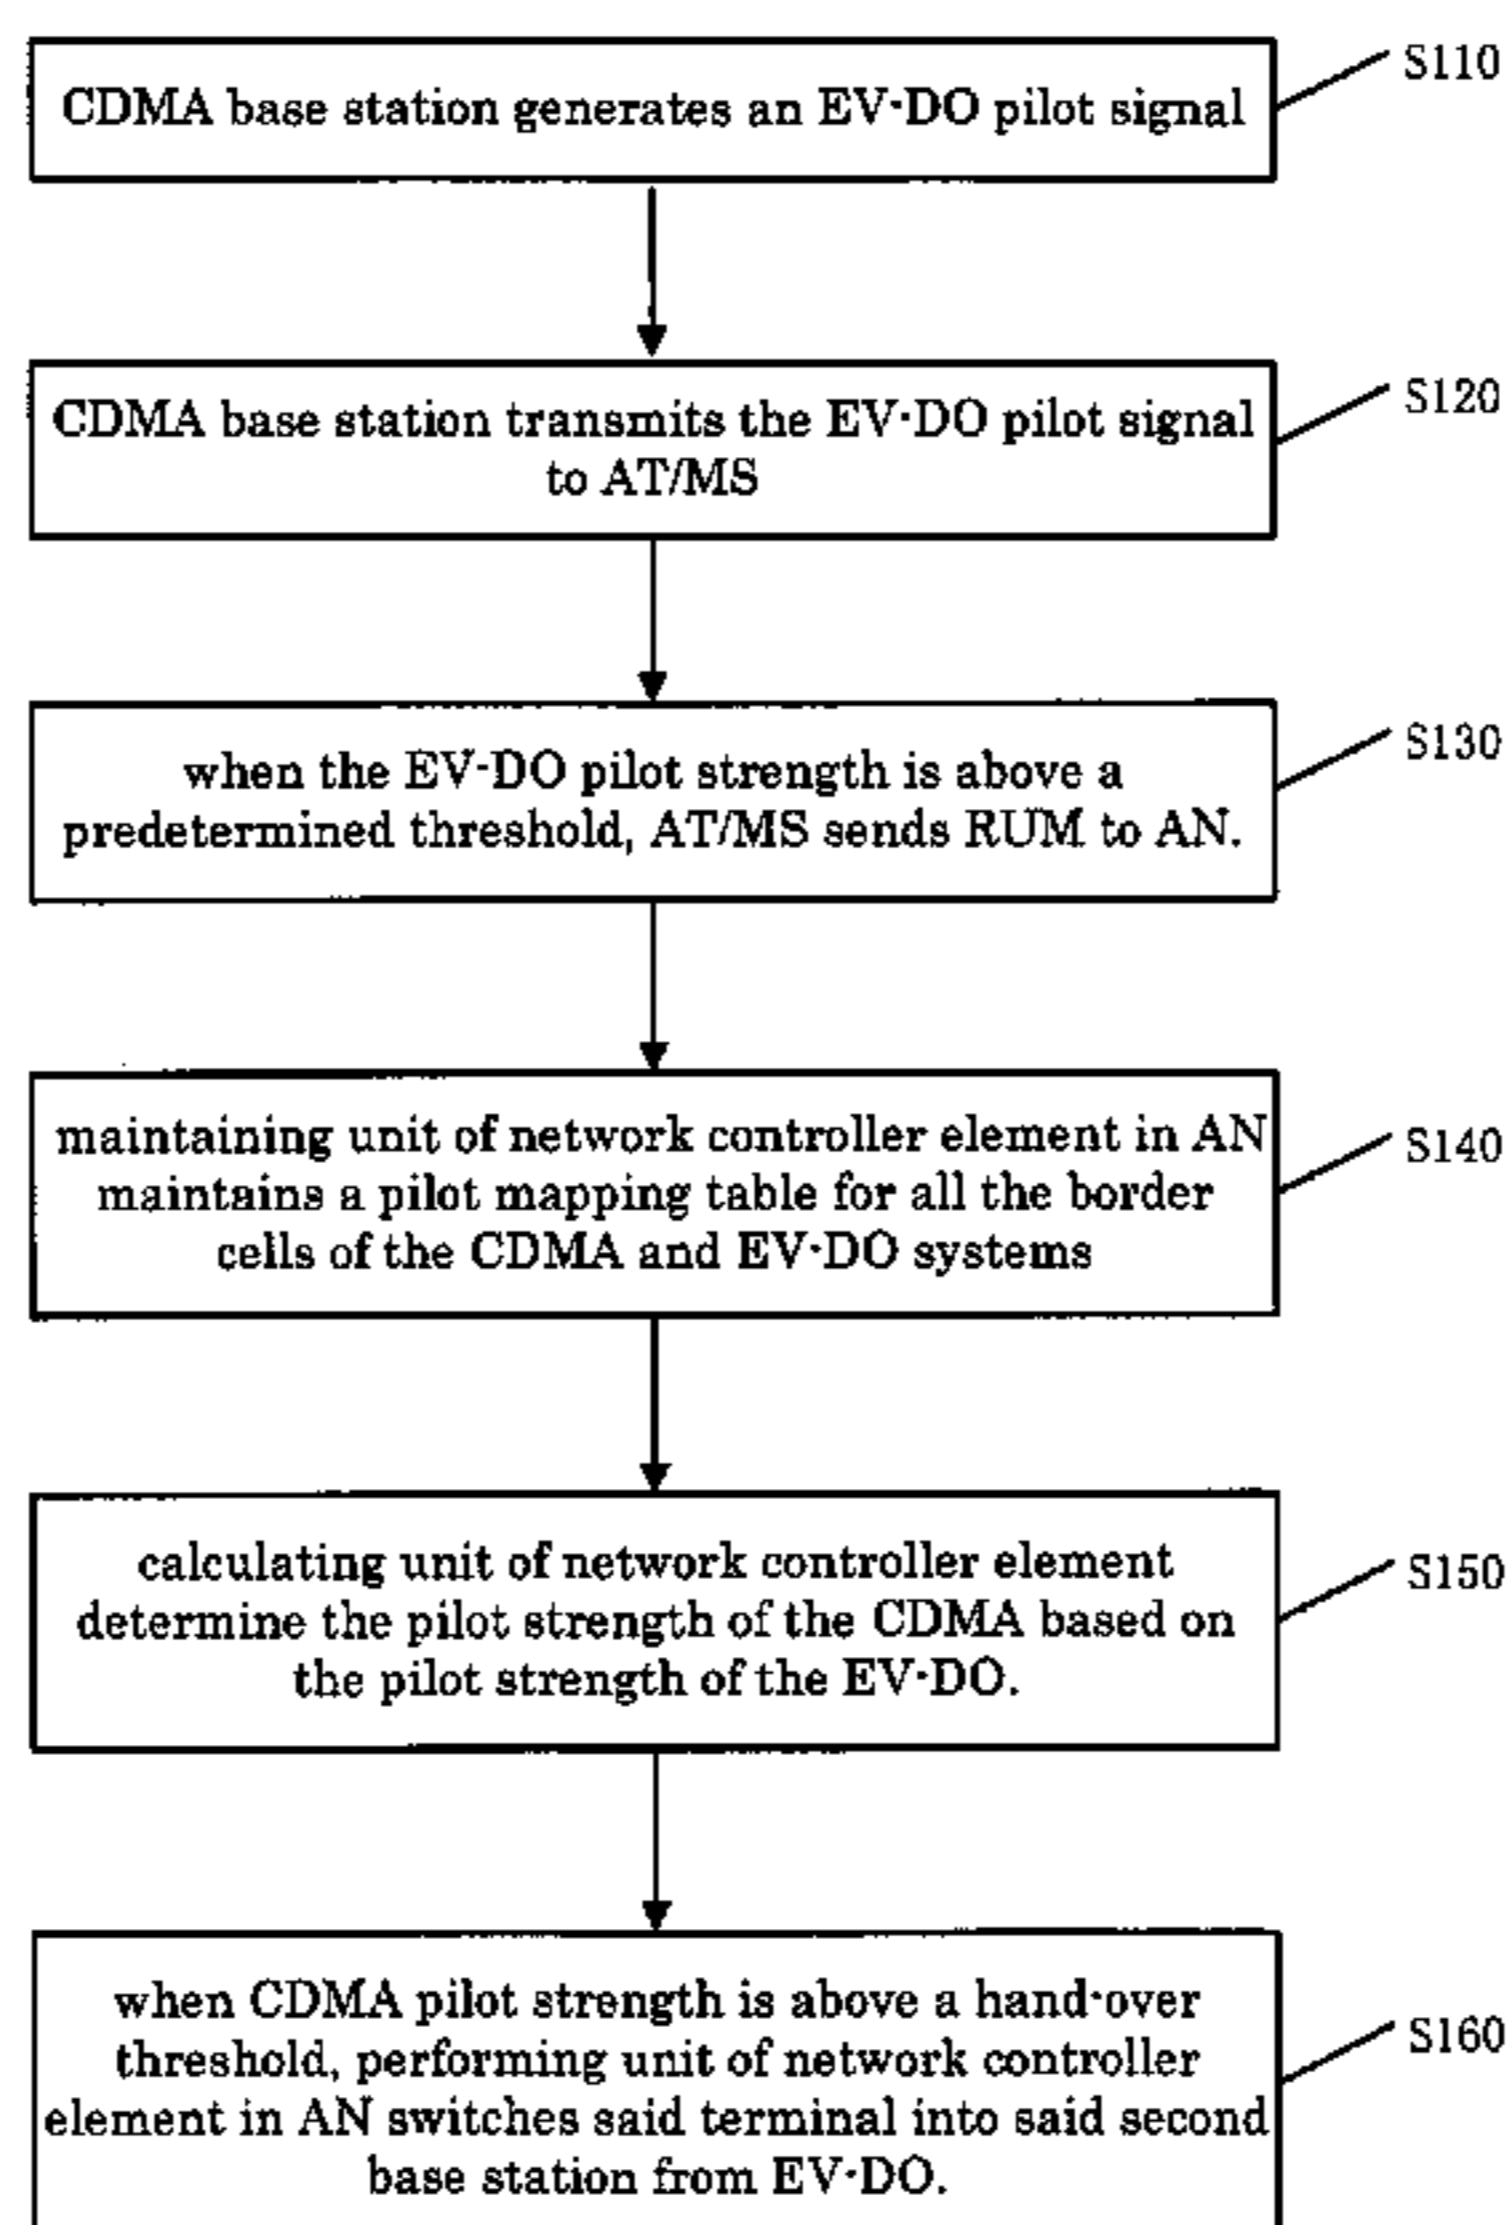 CDMA base station generates an EV-DO pilot signal
S110
CDMA base station transmits the EV-DO pilot signal
to AT/MS
S120
when the EV-DO pilot strength is above a
predetermined threshold, AT/MS sends RUM to AN.
S130
maintaining unit of network controller element in AN
maintains a pilot mapping table for all the border
cells of the CDMA and EV-DO systems
S140
calculating unit of network controller element
determine the pilot strength of the CDMA based on
the pilot strength of the EV-DO.
S150
when CDMA pilot strength is above a hand-over
threshold, performing unit of network controller
element in AN switches said terminal into said second
base station from EV-DO.
S160